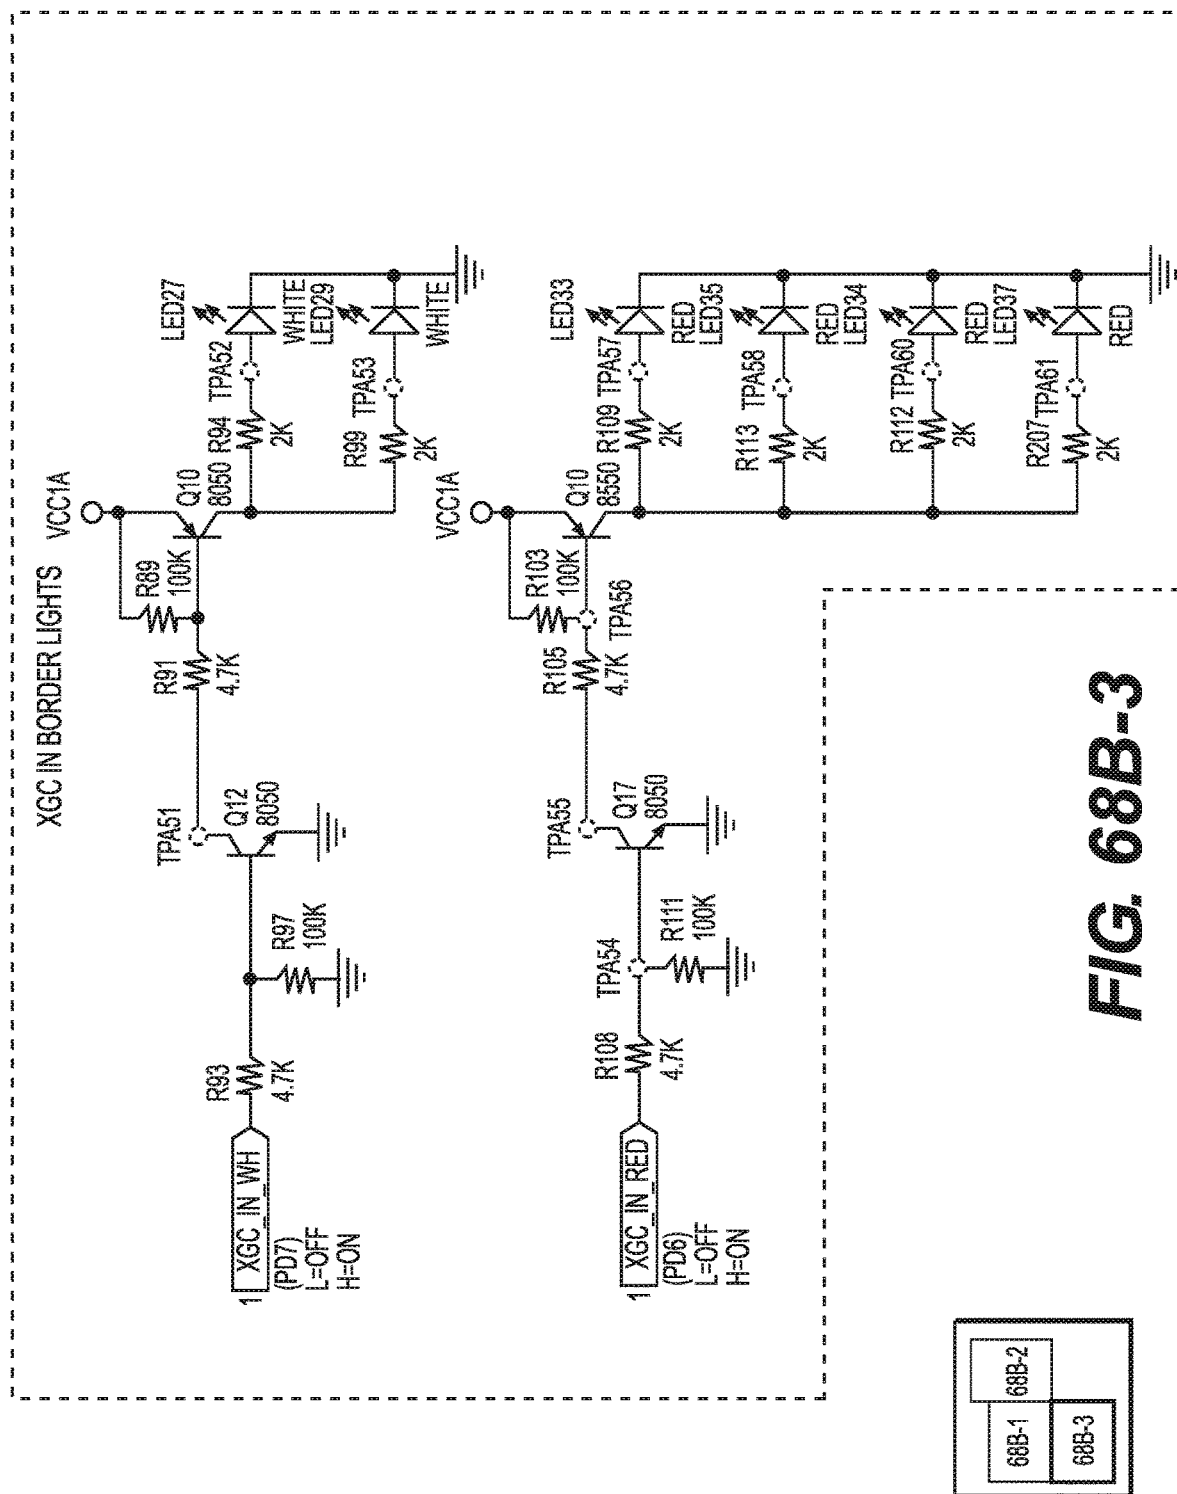 XGC IN BORDER LIGHTS
VCC1A
R89
100K
Q10
8050
R91
4.7K
TPA51
Q12
8050
R97
100K
R93
4.7K
1
XGC_IN_WH
(PD7)
L=OFF
H=ON
R94
2K
TPA52
LED27
WHITE
R99
2K
TPA53
LED29
WHITE
VCC1A
R103
100K
Q10
8550
TPA56
R105
4.7K
TPA55
Q17
8050
TPA54
R111
100K
R108
4.7K
1
XGC_IN_RED
(PD6)
L=OFF
H=ON
R109
2K
TPA57
LED33
RED
R113
2K
TPA58
LED35
RED
R112
2K
TPA60
LED34
RED
R207
2K
TPA61
LED37
RED
68B-1
68B-2
68B-3
FIG. 68B-3